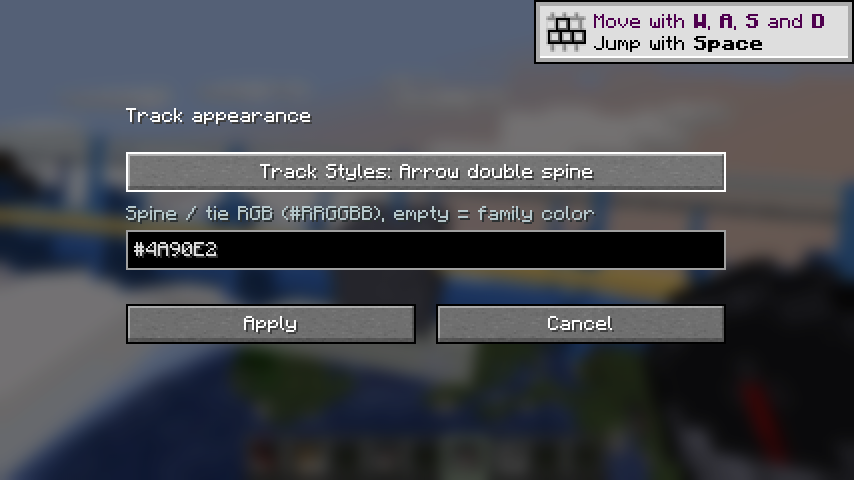 Move with W, A, S and D
Jump with Space
Track appearance
Track Styles: Arrow double spine
Spine / tie RGB (#RRGGBB), empty = family color
#4A90E2
Apply
Cancel